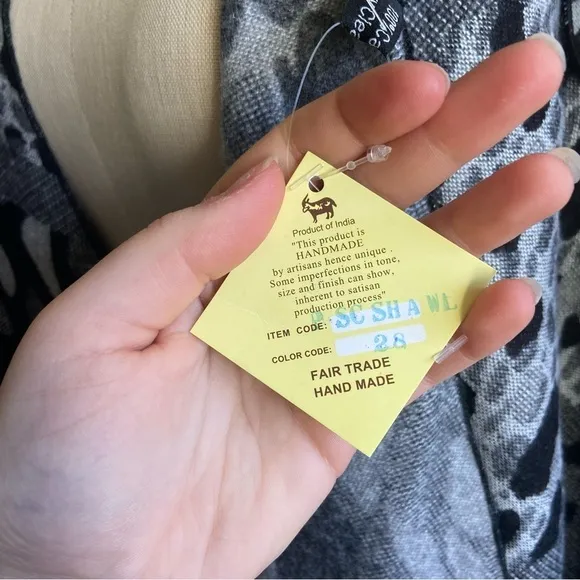 100%
Product of India
"This product is
HANDMADE
by artisans hence unique .
Some imperfections in tone,
size and finish can show,
inherent to satisan
production process"
ITEM CODE: SC SHAWL
COLOR CODE: 28
FAIR TRADE
HAND MADE